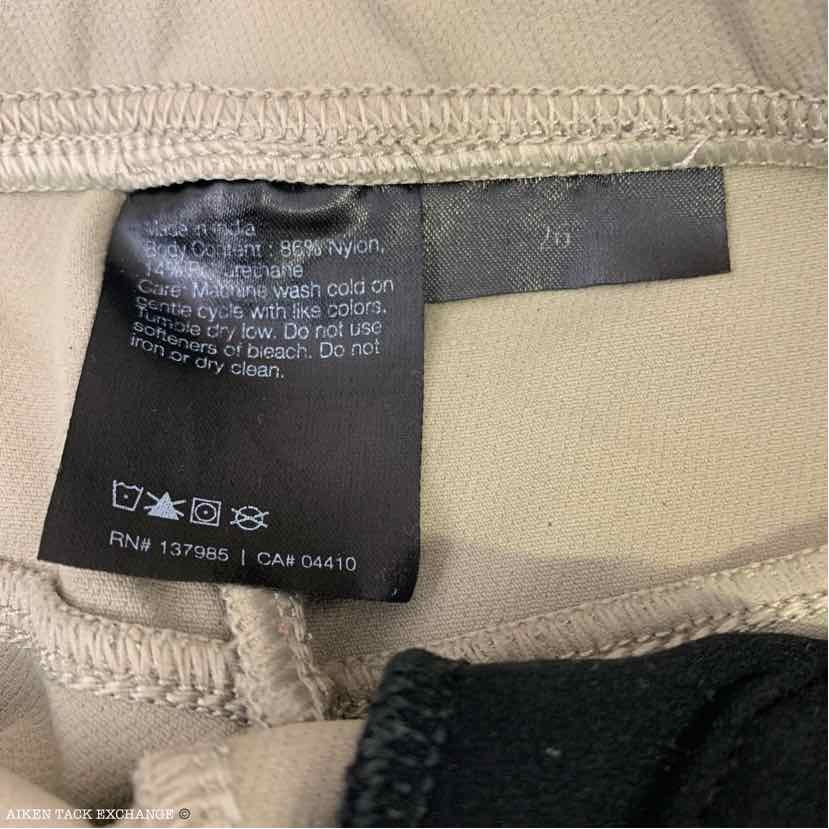 Made in India
Body Content : 86% Nylon,
14% Polyurethane
Care: Machine wash cold on
gentle cycle with like colors.
Tumble dry low. Do not use
softeners of bleach. Do not
iron or dry clean.
RN# 137985 | CA# 04410
AIKEN TACK EXCHANGE ©